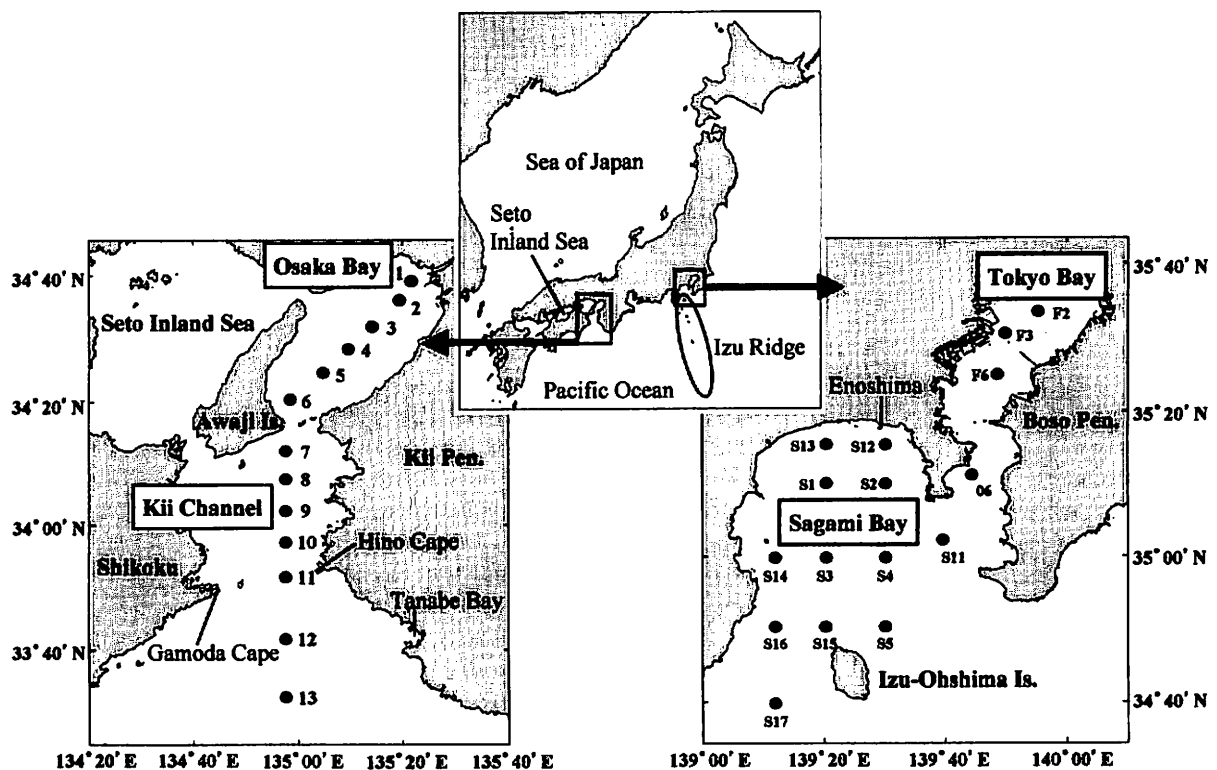 Sea of Japan
Seto
Inland Sea
Izu Ridge
Pacific Ocean
34° 40' N
34° 20' N
34° 00' N
33° 40' N
Osaka Bay
Seto Inland Sea
Awaji Is.
Kii Pen.
Kii Channel
Hino Cape
Shikoku
Tanabe Bay
Gamoda Cape
1
2
3
4
5
6
7
8
9
10
11
12
13
134° 20' E
134° 40' E
135° 00' E
135° 20' E
135° 40' E
Tokyo Bay
F2
F3
F6
Enoshima
Boso Pen.
S13
S12
S1
S2
06
Sagami Bay
S11
S14
S3
S4
S16
S15
S5
Izu-Ohshima Is.
S17
35° 40' N
35° 20' N
35° 00' N
34° 40' N
139° 00' E
139° 20' E
139° 40' E
140° 00' E